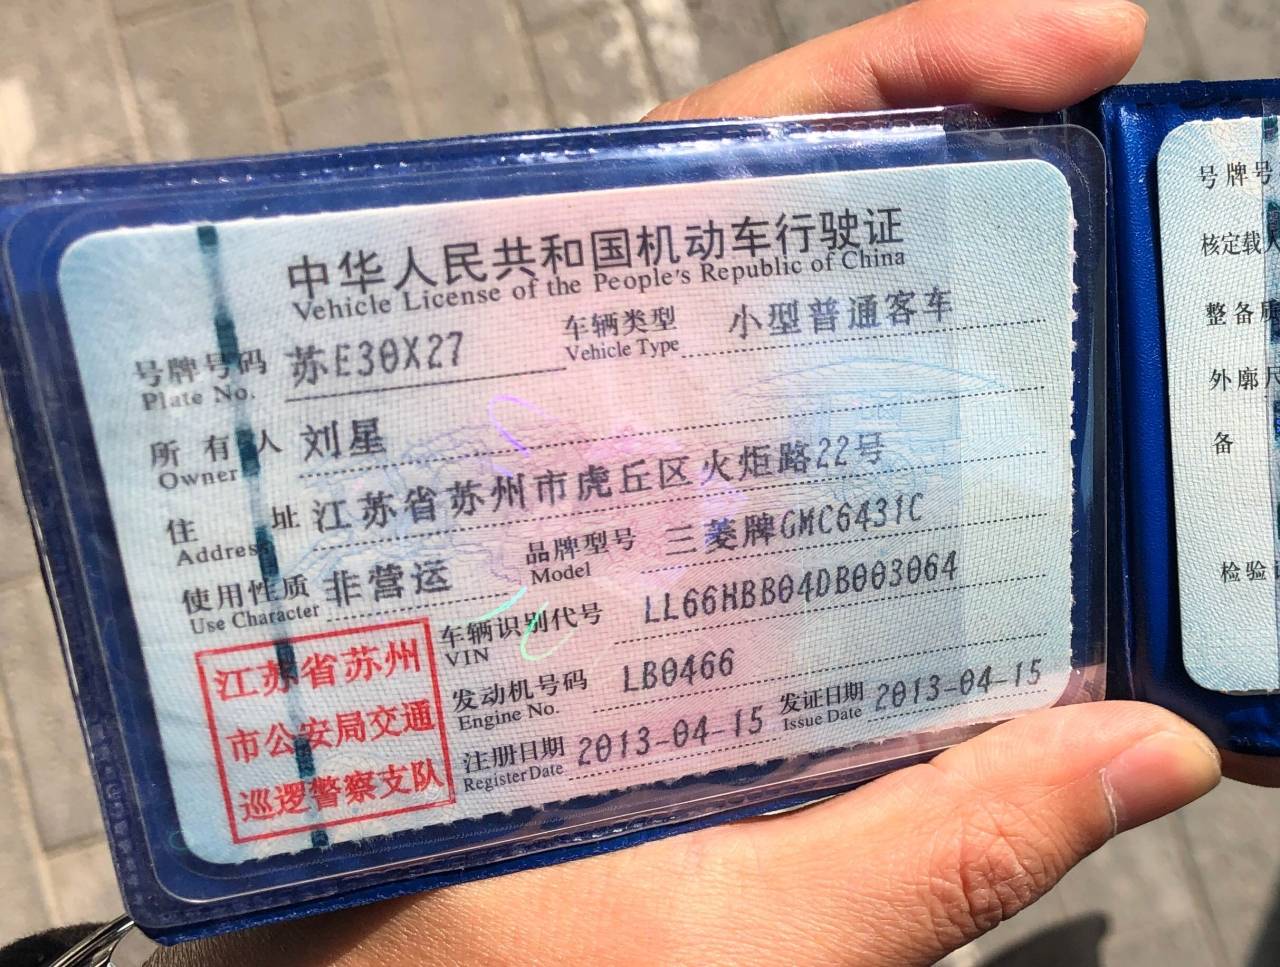 中华人民共和国机动车行驶证
Vehicle License of the People's Republic of China
号牌号码 苏E30X27 车辆类型 小型普通客车
Plate No. Vehicle Type
所有人 刘星
Owner
住址 江苏省苏州市虎丘区火炬路22号
Address
使用性质 非营运 品牌型号 三菱牌GMC6431C
Use Character Model
车辆识别代号 LL66HBB04DB003064
VIN
发动机号码 LB0466
Engine No.
注册日期 2013-04-15 发证日期 2013-04-15
Register Date Issue Date
江苏省苏州
市公安局交通
巡逻警察支队
号牌号
核定载
整备质
外廓尺
备
检验